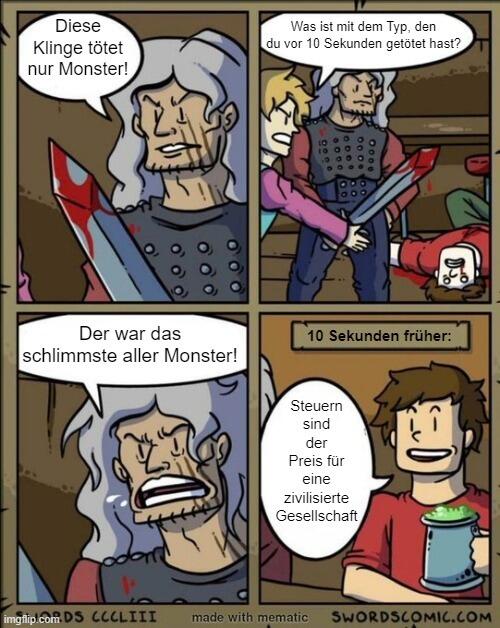 Diese
Klinge tötet
nur Monster!
Was ist mit dem Typ, den
du vor 10 Sekunden getötet hast?
Der war das
schlimmste aller Monster!
10 Sekunden früher:
Steuern
sind
der
Preis für
eine
zivilisierte
Gesellschaft
SWORDS CCCLIII
made with mematic
SWORDSCOMIC.COM
imgflip.com